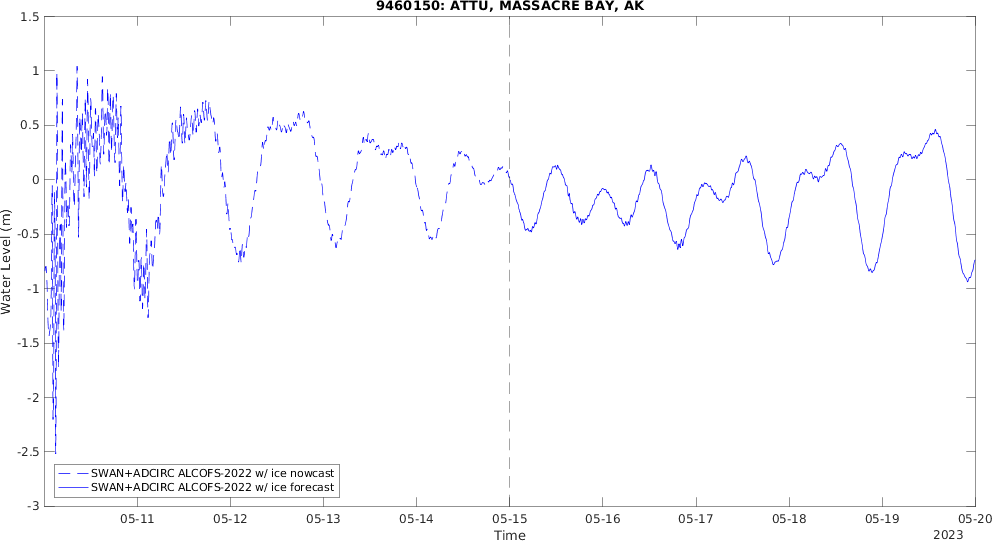 9460150: ATTU, MASSACRE BAY, AK
1.5
1
0.5
0
-0.5
-1
-1.5
-2
-2.5
-3
Water Level (m)
SWAN+ADCIRC ALCOFS-2022 w/ ice nowcast
SWAN+ADCIRC ALCOFS-2022 w/ ice forecast
05-11 05-12 05-13 05-14 05-15 05-16 05-17 05-18 05-19 05-20
Time
2023